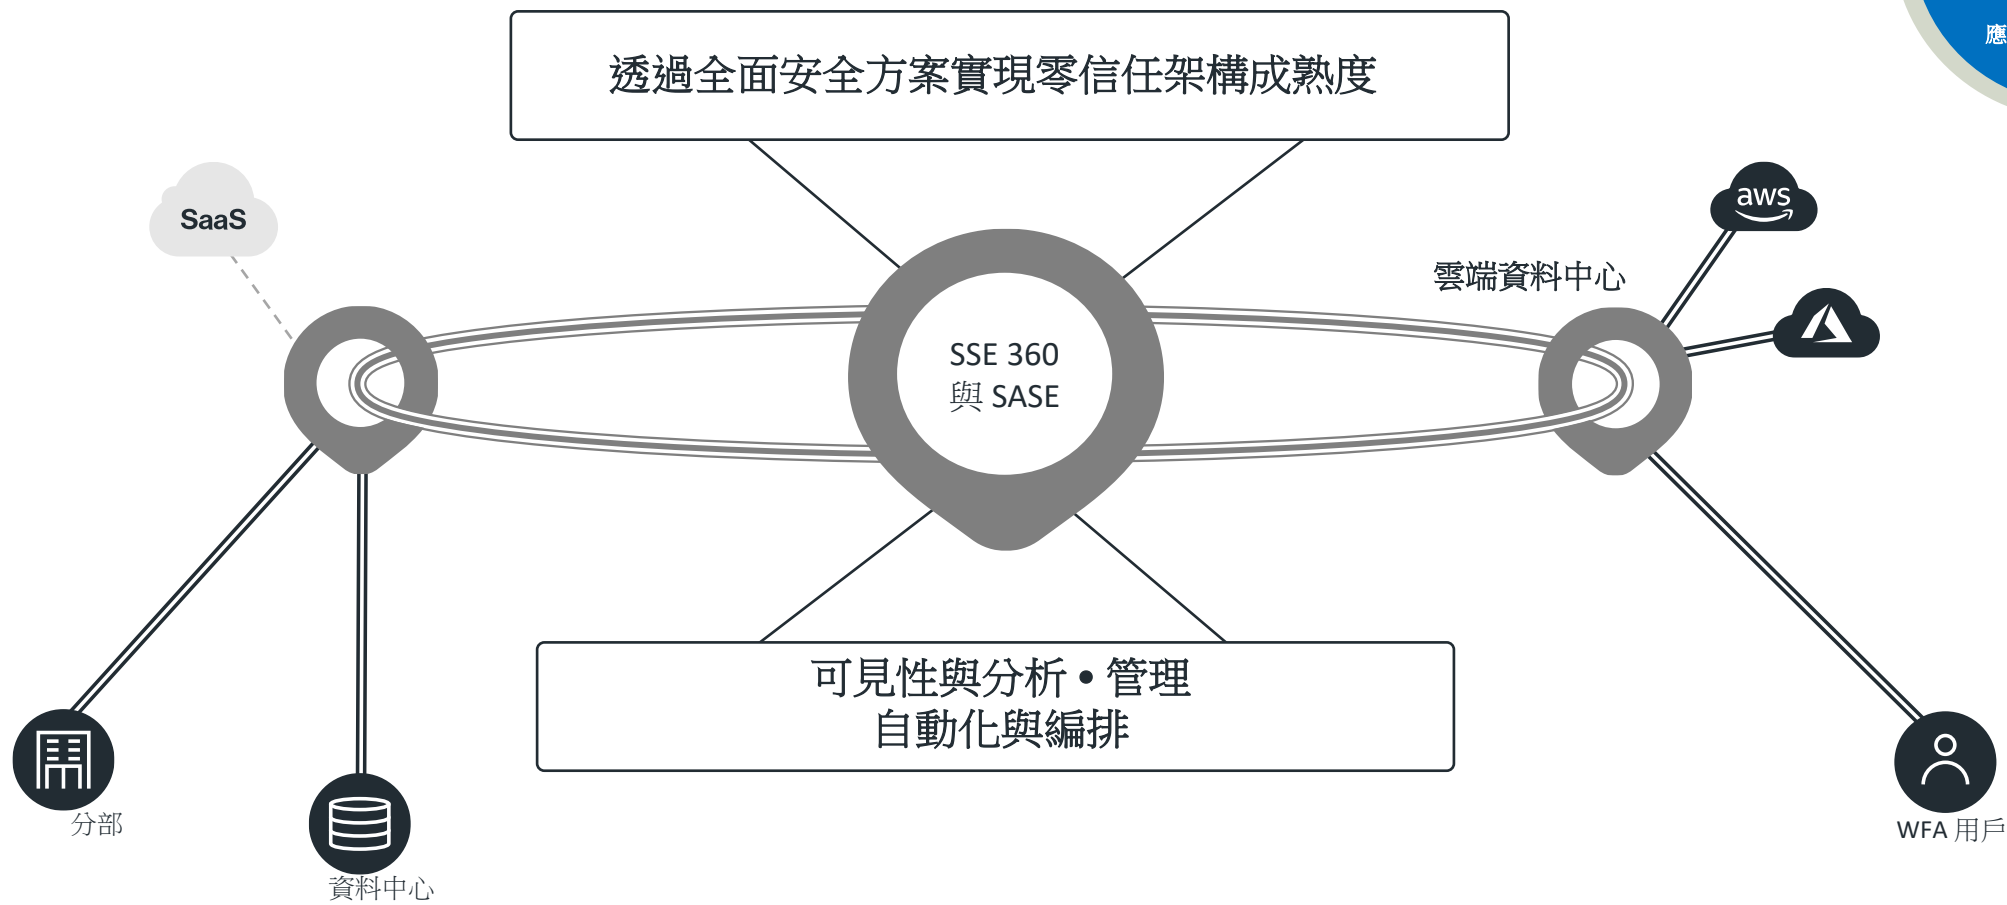 透過全面安全方案實現零信任架構成熟度
應
SaaS
aws
雲端資料中心
SSE 360
與 SASE
可見性與分析 • 管理
自動化與編排
分部
資料中心
WFA 用戶